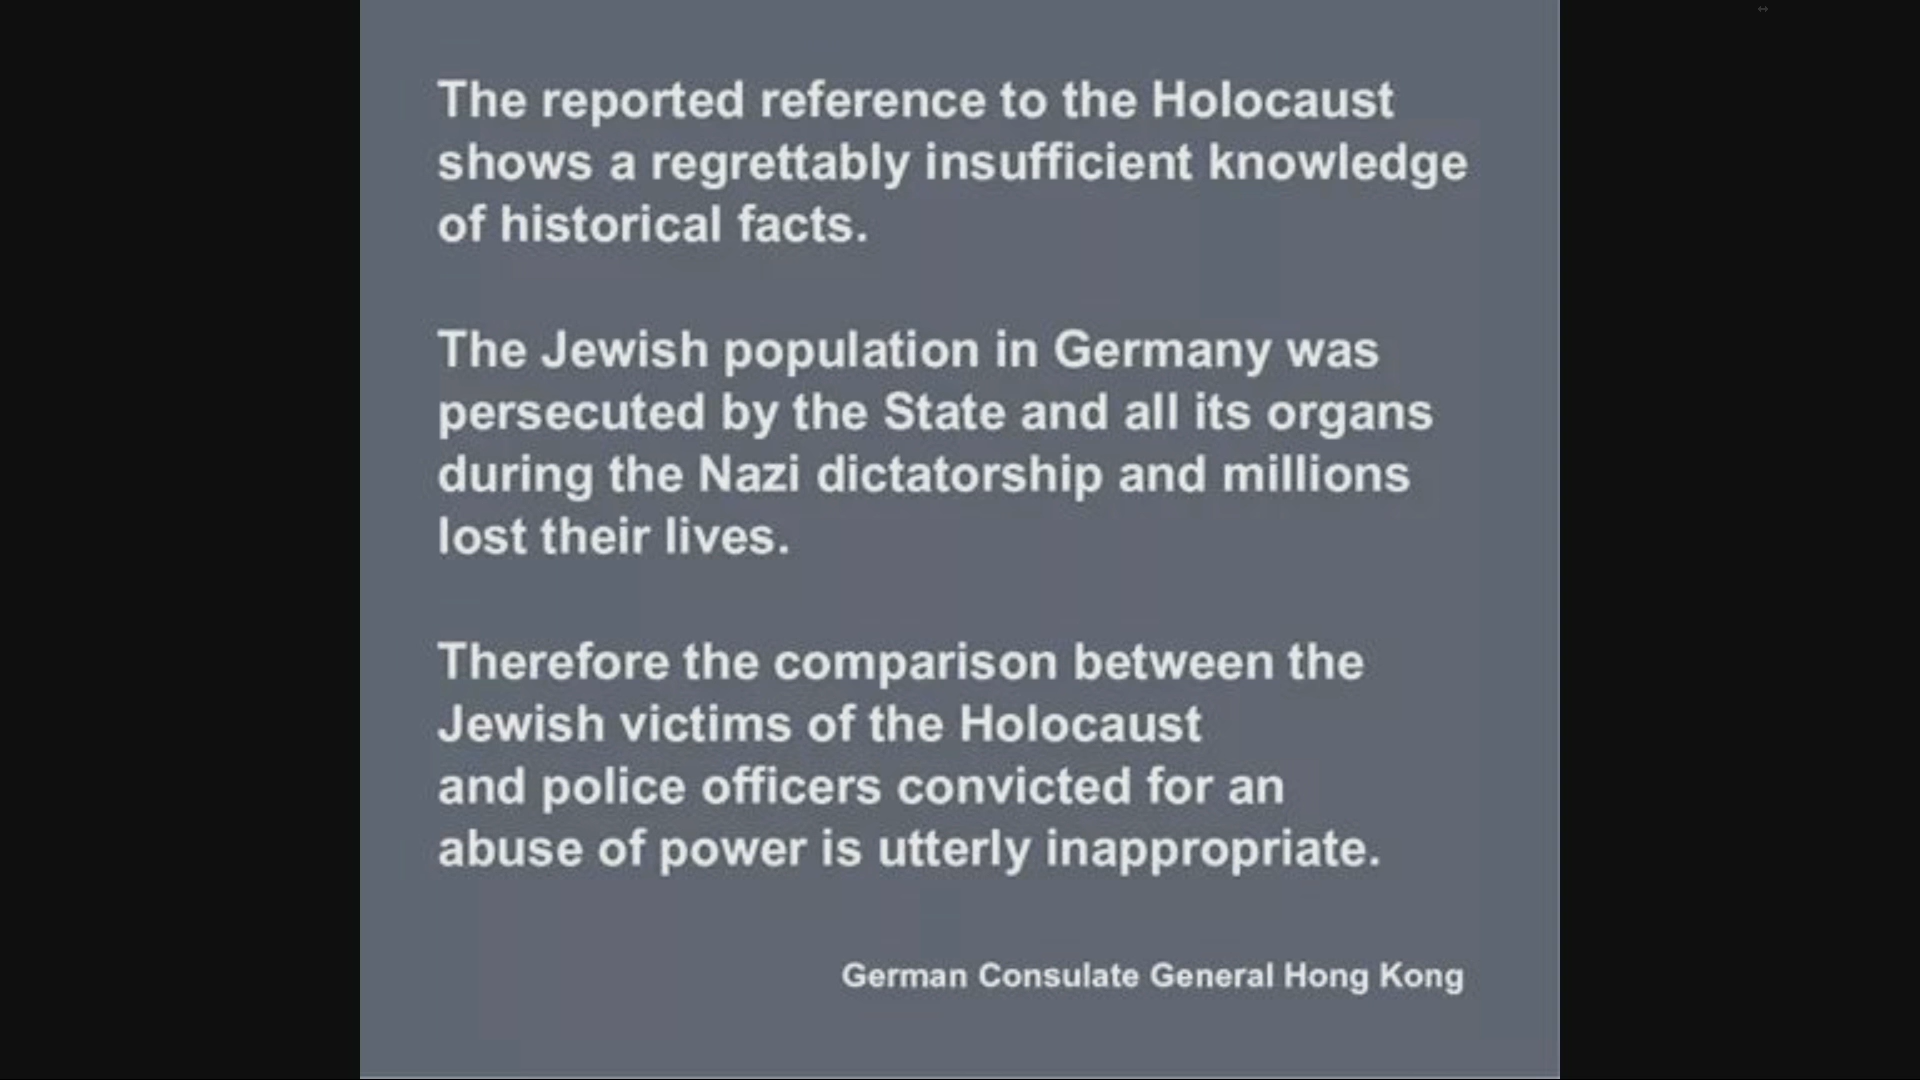 The reported reference to the Holocaust
shows a regrettably insufficient knowledge
of historical facts.
The Jewish population in Germany was
persecuted by the State and all its organs
during the Nazi dictatorship and millions
lost their lives.
Therefore the comparison between the
Jewish victims of the Holocaust
and police officers convicted for an
abuse of power is utterly inappropriate.
German Consulate General Hong Kong